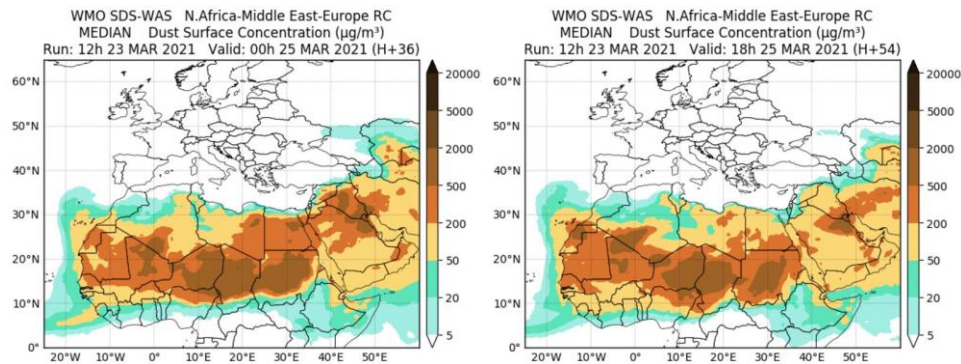 WMO SDS-WAS N.Africa-Middle East-Europe RC
MEDIAN Dust Surface Concentration (µg/m³)
Run: 12h 23 MAR 2021 Valid: 00h 25 MAR 2021 (H+36)
60°N
50°N
40°N
30°N
20°N
10°N
0°
20°W
10°W
0°
10°E
20°E
30°E
40°E
50°E
20000
5000
2000
500
200
50
20
5
WMO SDS-WAS N.Africa-Middle East-Europe RC
MEDIAN Dust Surface Concentration (µg/m³)
Run: 12h 23 MAR 2021 Valid: 18h 25 MAR 2021 (H+54)
60°N
50°N
40°N
30°N
20°N
10°N
0°
20°W
10°W
0°
10°E
20°E
30°E
40°E
50°E
20000
5000
2000
500
200
50
20
5